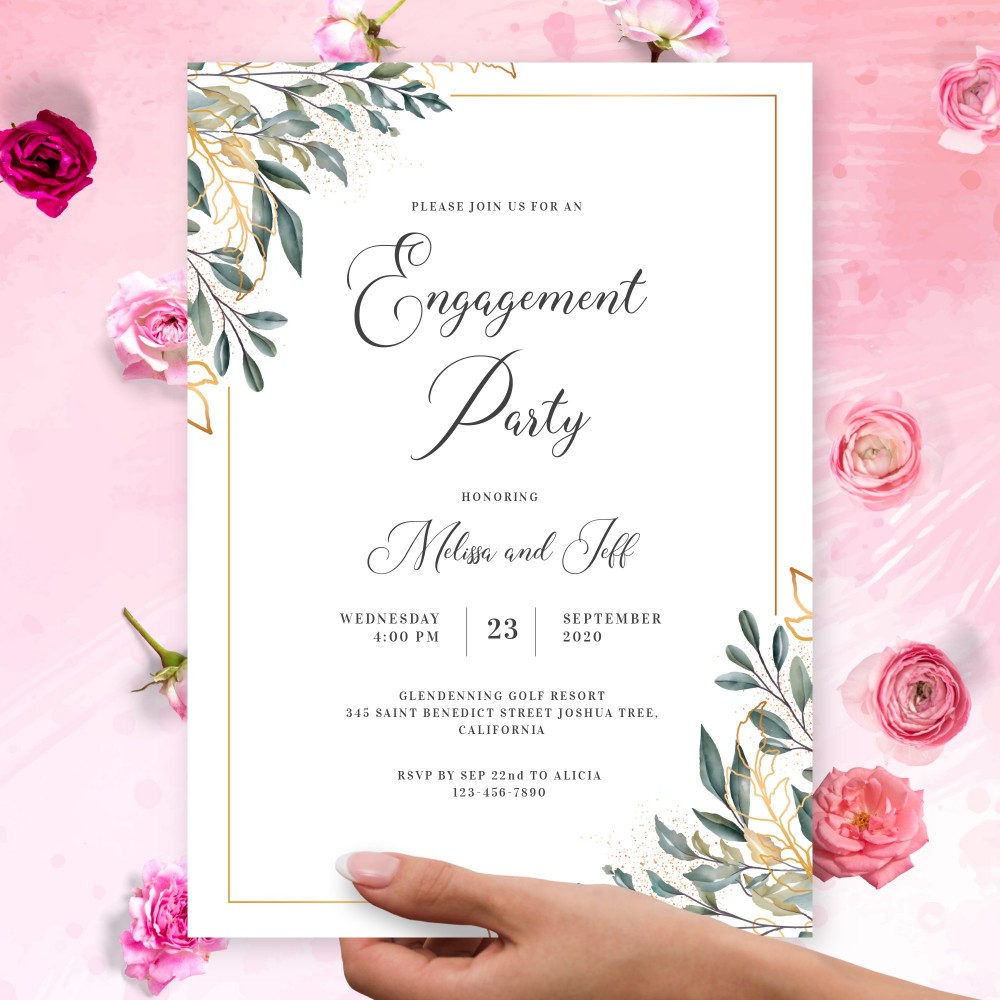 PLEASE JOIN US FOR AN
Engagement
Party
HONORING
Melissa and Jeff
WEDNESDAY
4:00 PM
23
SEPTEMBER
2020
GLENDENNING GOLF RESORT
345 SAINT BENEDICT STREET JOSHUA TREE,
CALIFORNIA
RSVP BY SEP 22nd TO ALICIA
123-456-7890